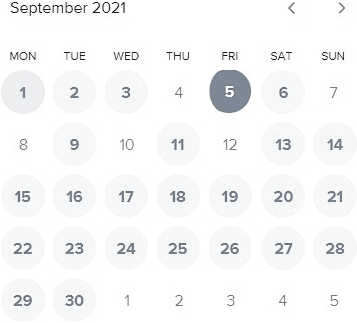 September 2021
MON TUE WED THU FRI SAT SUN
1 2 3 4 5 6 7
8 9 10 11 12 13 14
15 16 17 18 19 20 21
22 23 24 25 26 27 28
29 30 1 2 3 4 5